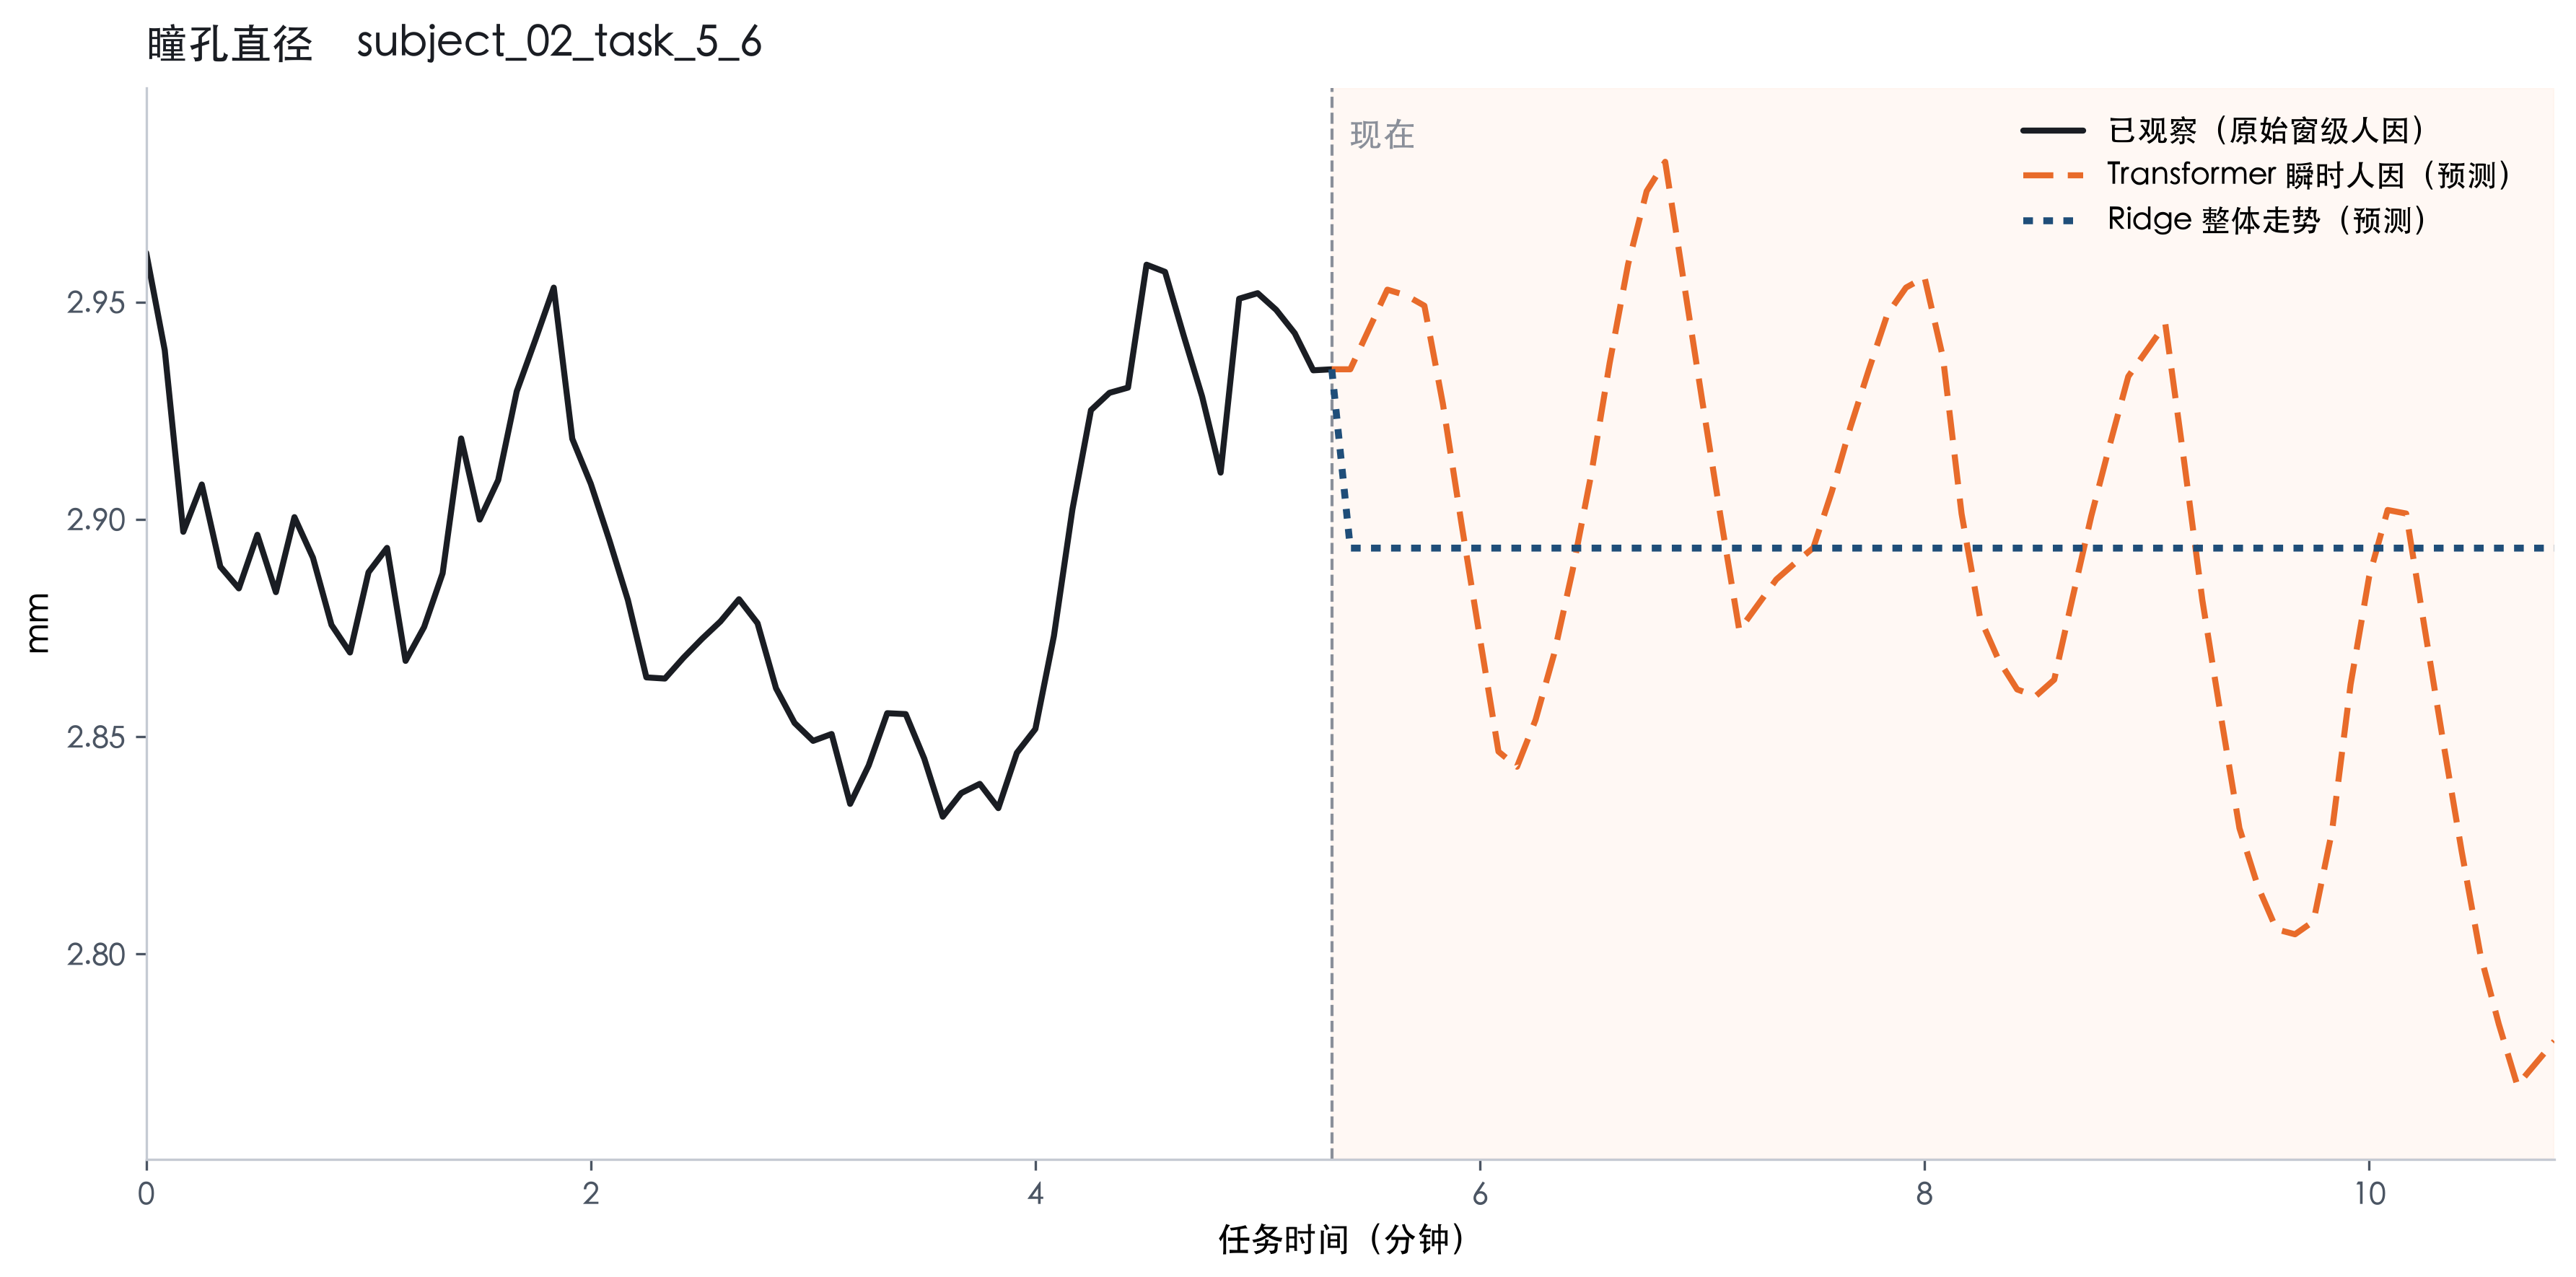 瞳孔直径 subject_02_task_5_6
现在
已观察（原始窗级人因）
Transformer 瞬时人因（预测）
Ridge 整体走势（预测）
2.95
2.90
2.85
2.80
mm
0 2 4 6 8 10
任务时间（分钟）